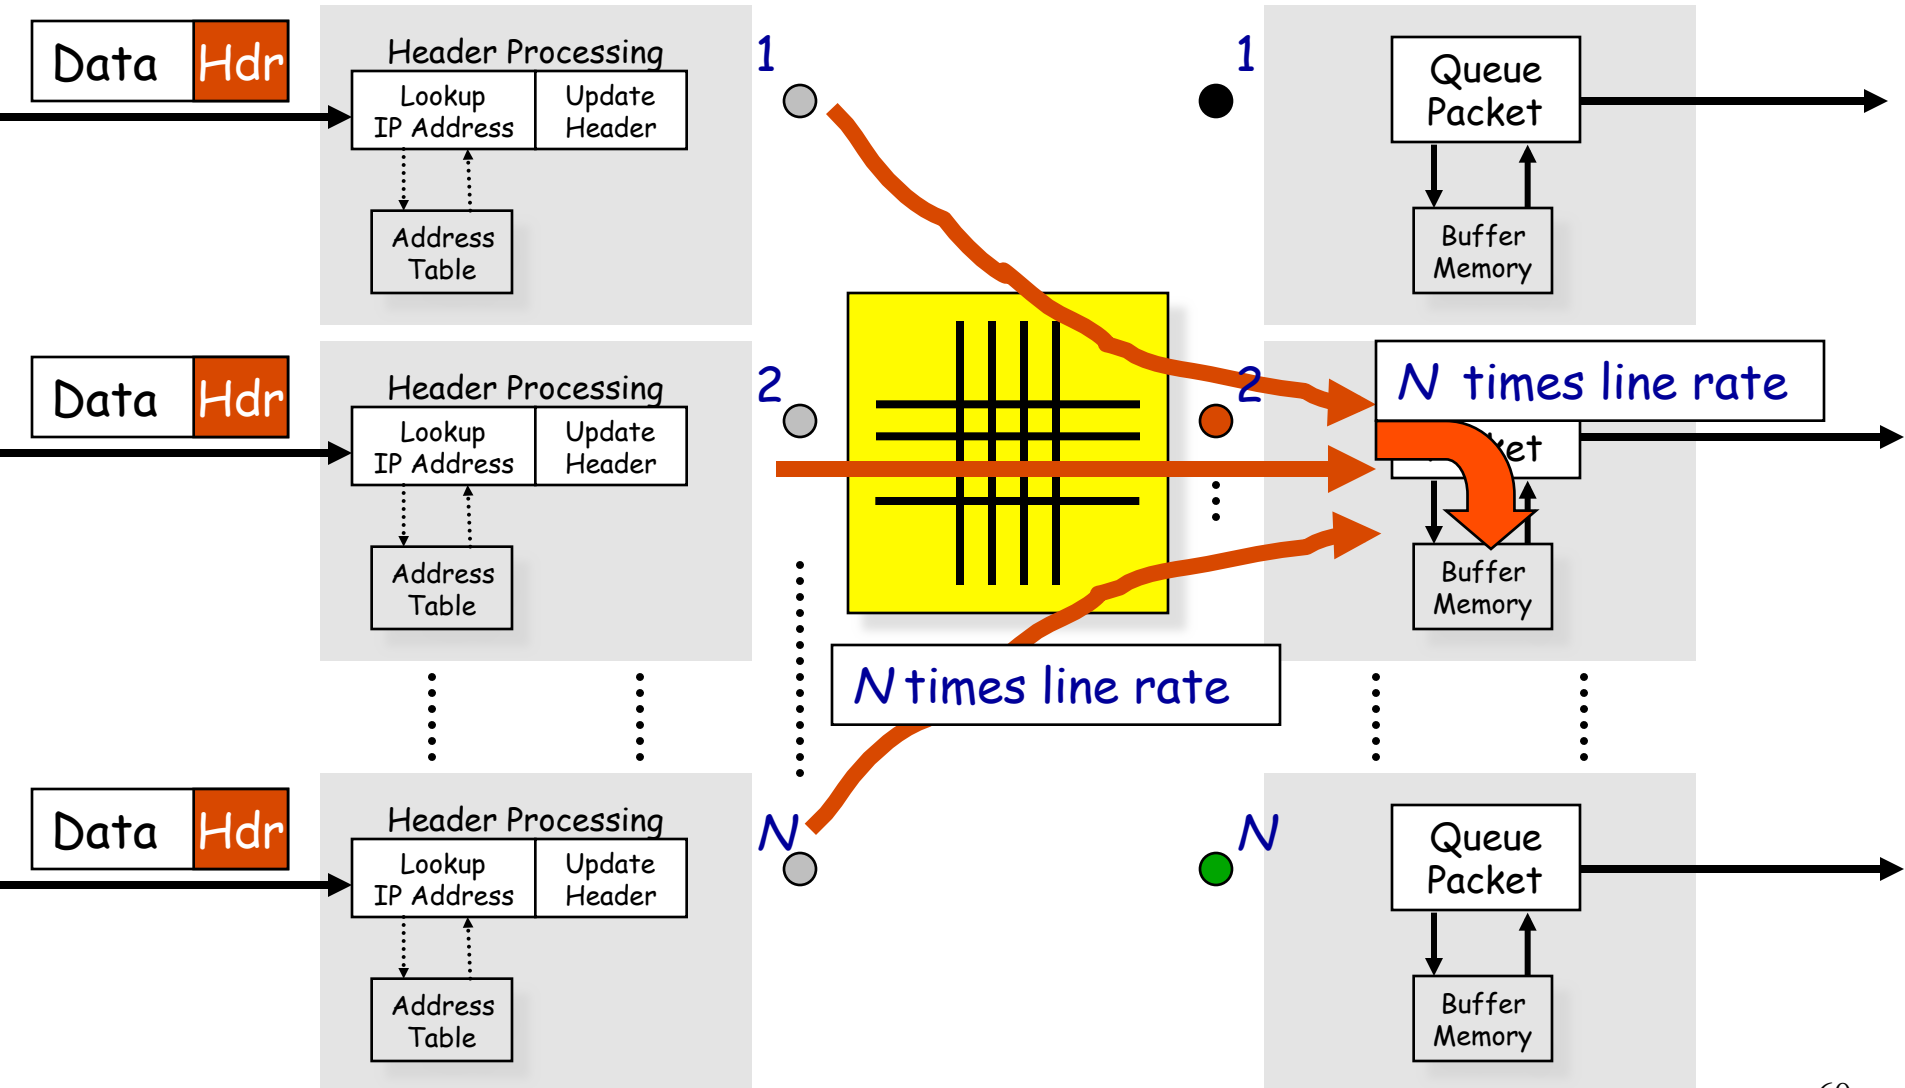 Data Hdr
Header Processing
Lookup
IP Address
Update
Header
Address
Table
1
1
Queue
Packet
Buffer
Memory
Data Hdr
Header Processing
Lookup
IP Address
Update
Header
Address
Table
2
2
N times line rate
et
Buffer
Memory
N times line rate
Data Hdr
Header Processing
Lookup
IP Address
Update
Header
Address
Table
N
N
Queue
Packet
Buffer
Memory